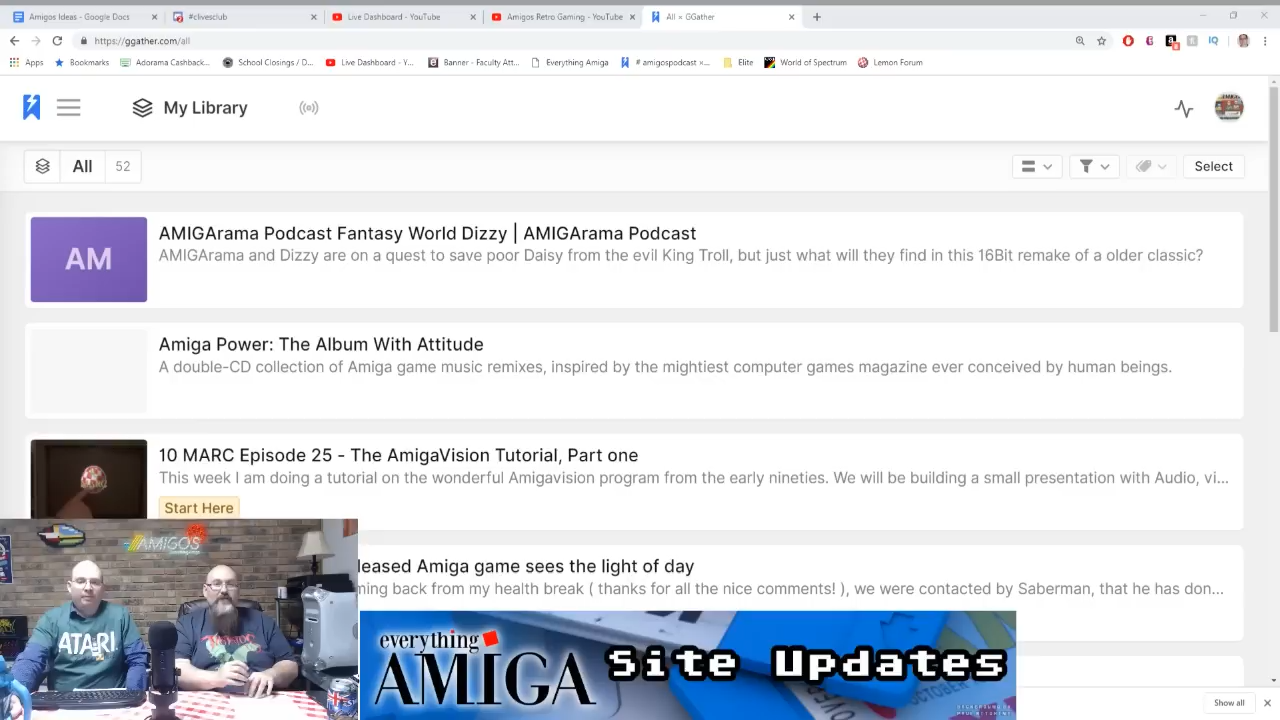 Amigos Ideas - Google Docs
#clivesclub
Live Dashboard - YouTube
Amigos Retro Gaming - YouTube
All × GGather
https://ggather.com/all
Apps
Bookmarks
Adorama Cashback...
School Closings / D...
Live Dashboard - Y...
Banner - Faculty Att...
Everything Amiga
# amigospodcast ×...
Elite
World of Spectrum
Lemon Forum
My Library
All 52
Select
AM
AMIGArama Podcast Fantasy World Dizzy | AMIGArama Podcast
AMIGArama and Dizzy are on a quest to save poor Daisy from the evil King Troll, but just what will they find in this 16Bit remake of a older classic?
Amiga Power: The Album With Attitude
A double-CD collection of Amiga game music remixes, inspired by the mightiest computer games magazine ever conceived by human beings.
10 MARC Episode 25 - The AmigaVision Tutorial, Part one
This week I am doing a tutorial on the wonderful Amigavision program from the early nineties. We will be building a small presentation with Audio, vi...
Start Here
leased Amiga game sees the light of day
ning back from my health break ( thanks for all the nice comments! ), we were contacted by Saberman, that he has don...
AMIGOS
ATARI
everything
AMIGA
Site Updates
OCTOBER
Show all